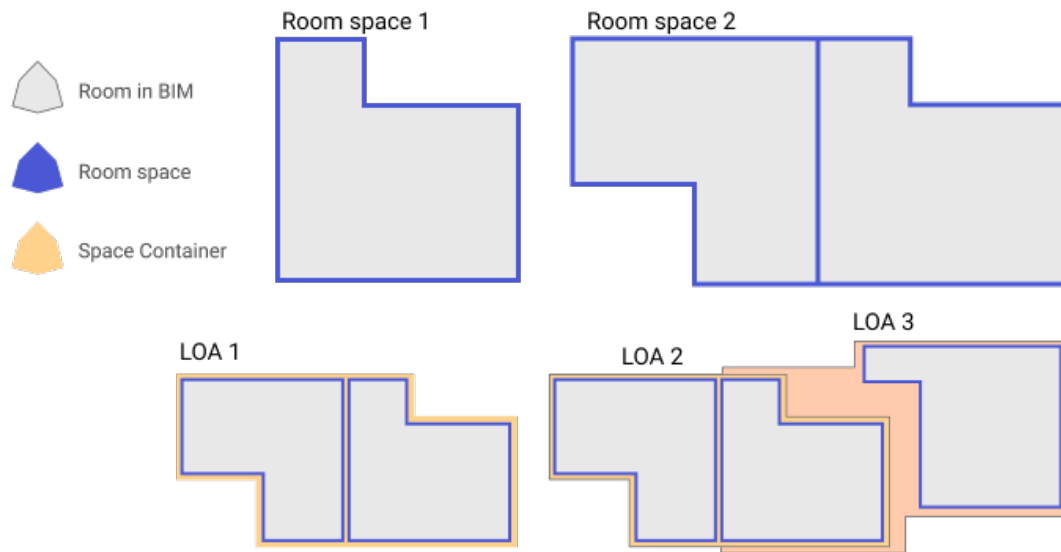 Room space 1
Room space 2
Room in BIM
Room space
Space Container
LOA 1
LOA 2
LOA 3